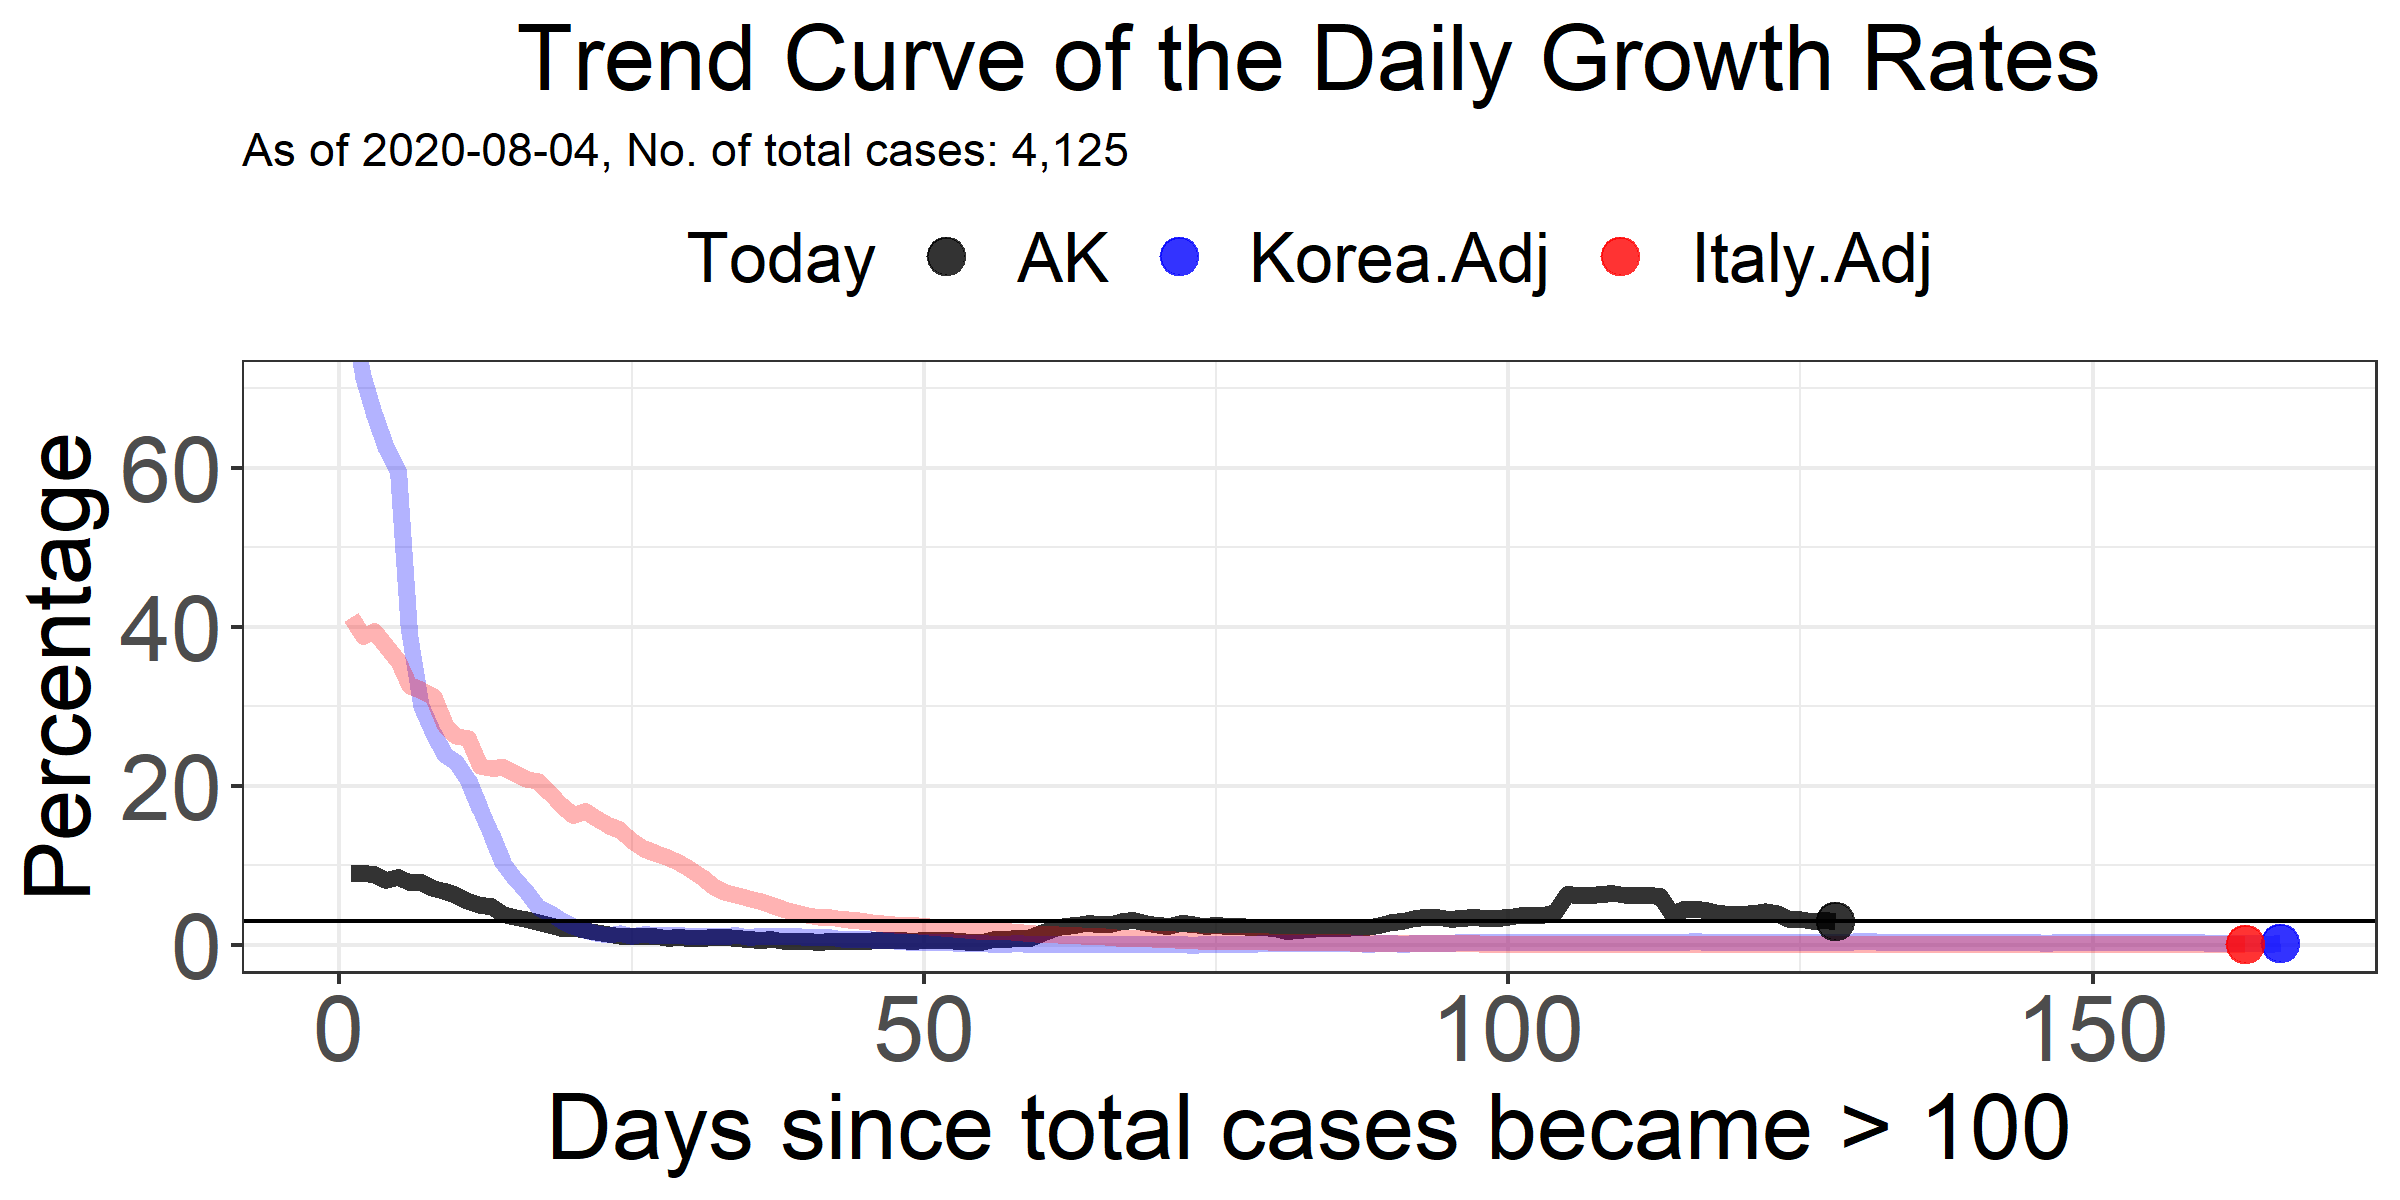 Trend Curve of the Daily Growth Rates
As of 2020-08-04, No. of total cases: 4,125
Today AK Korea.Adj Italy.Adj
Percentage
60
40
20
0
0 50 100 150
Days since total cases became > 100